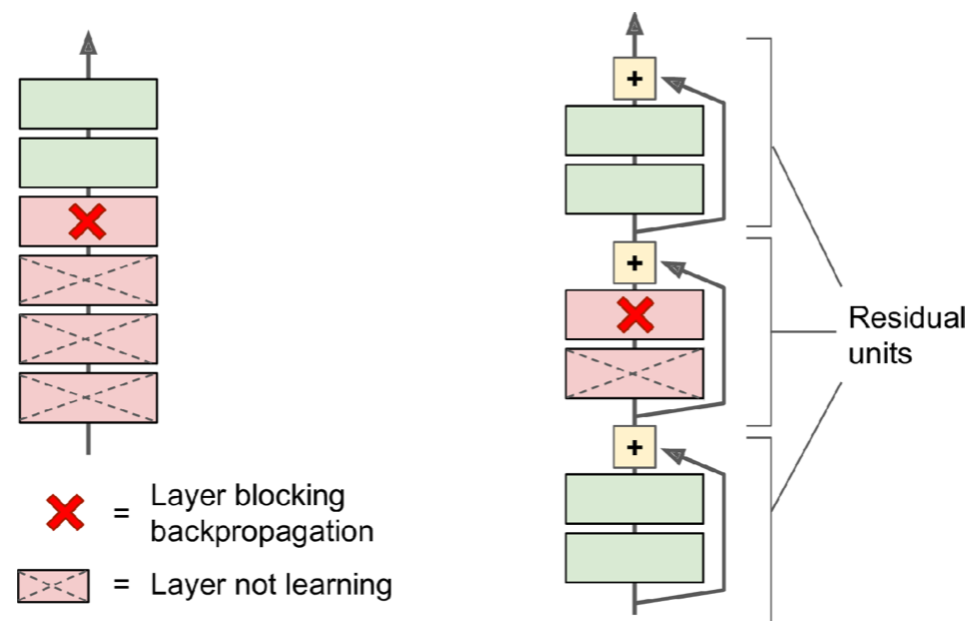 +
+
Residual
units
+
= Layer blocking
backpropagation
= Layer not learning